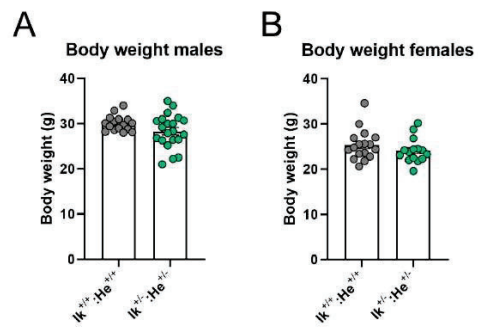 A
Body weight males
Body weight (g)
40
30
20
10
0
Ik+/+:He+/+
Ik+/-:He+/-
B
Body weight females
Body weight (g)
40
30
20
10
0
Ik+/+:He+/+
Ik+/-:He+/-